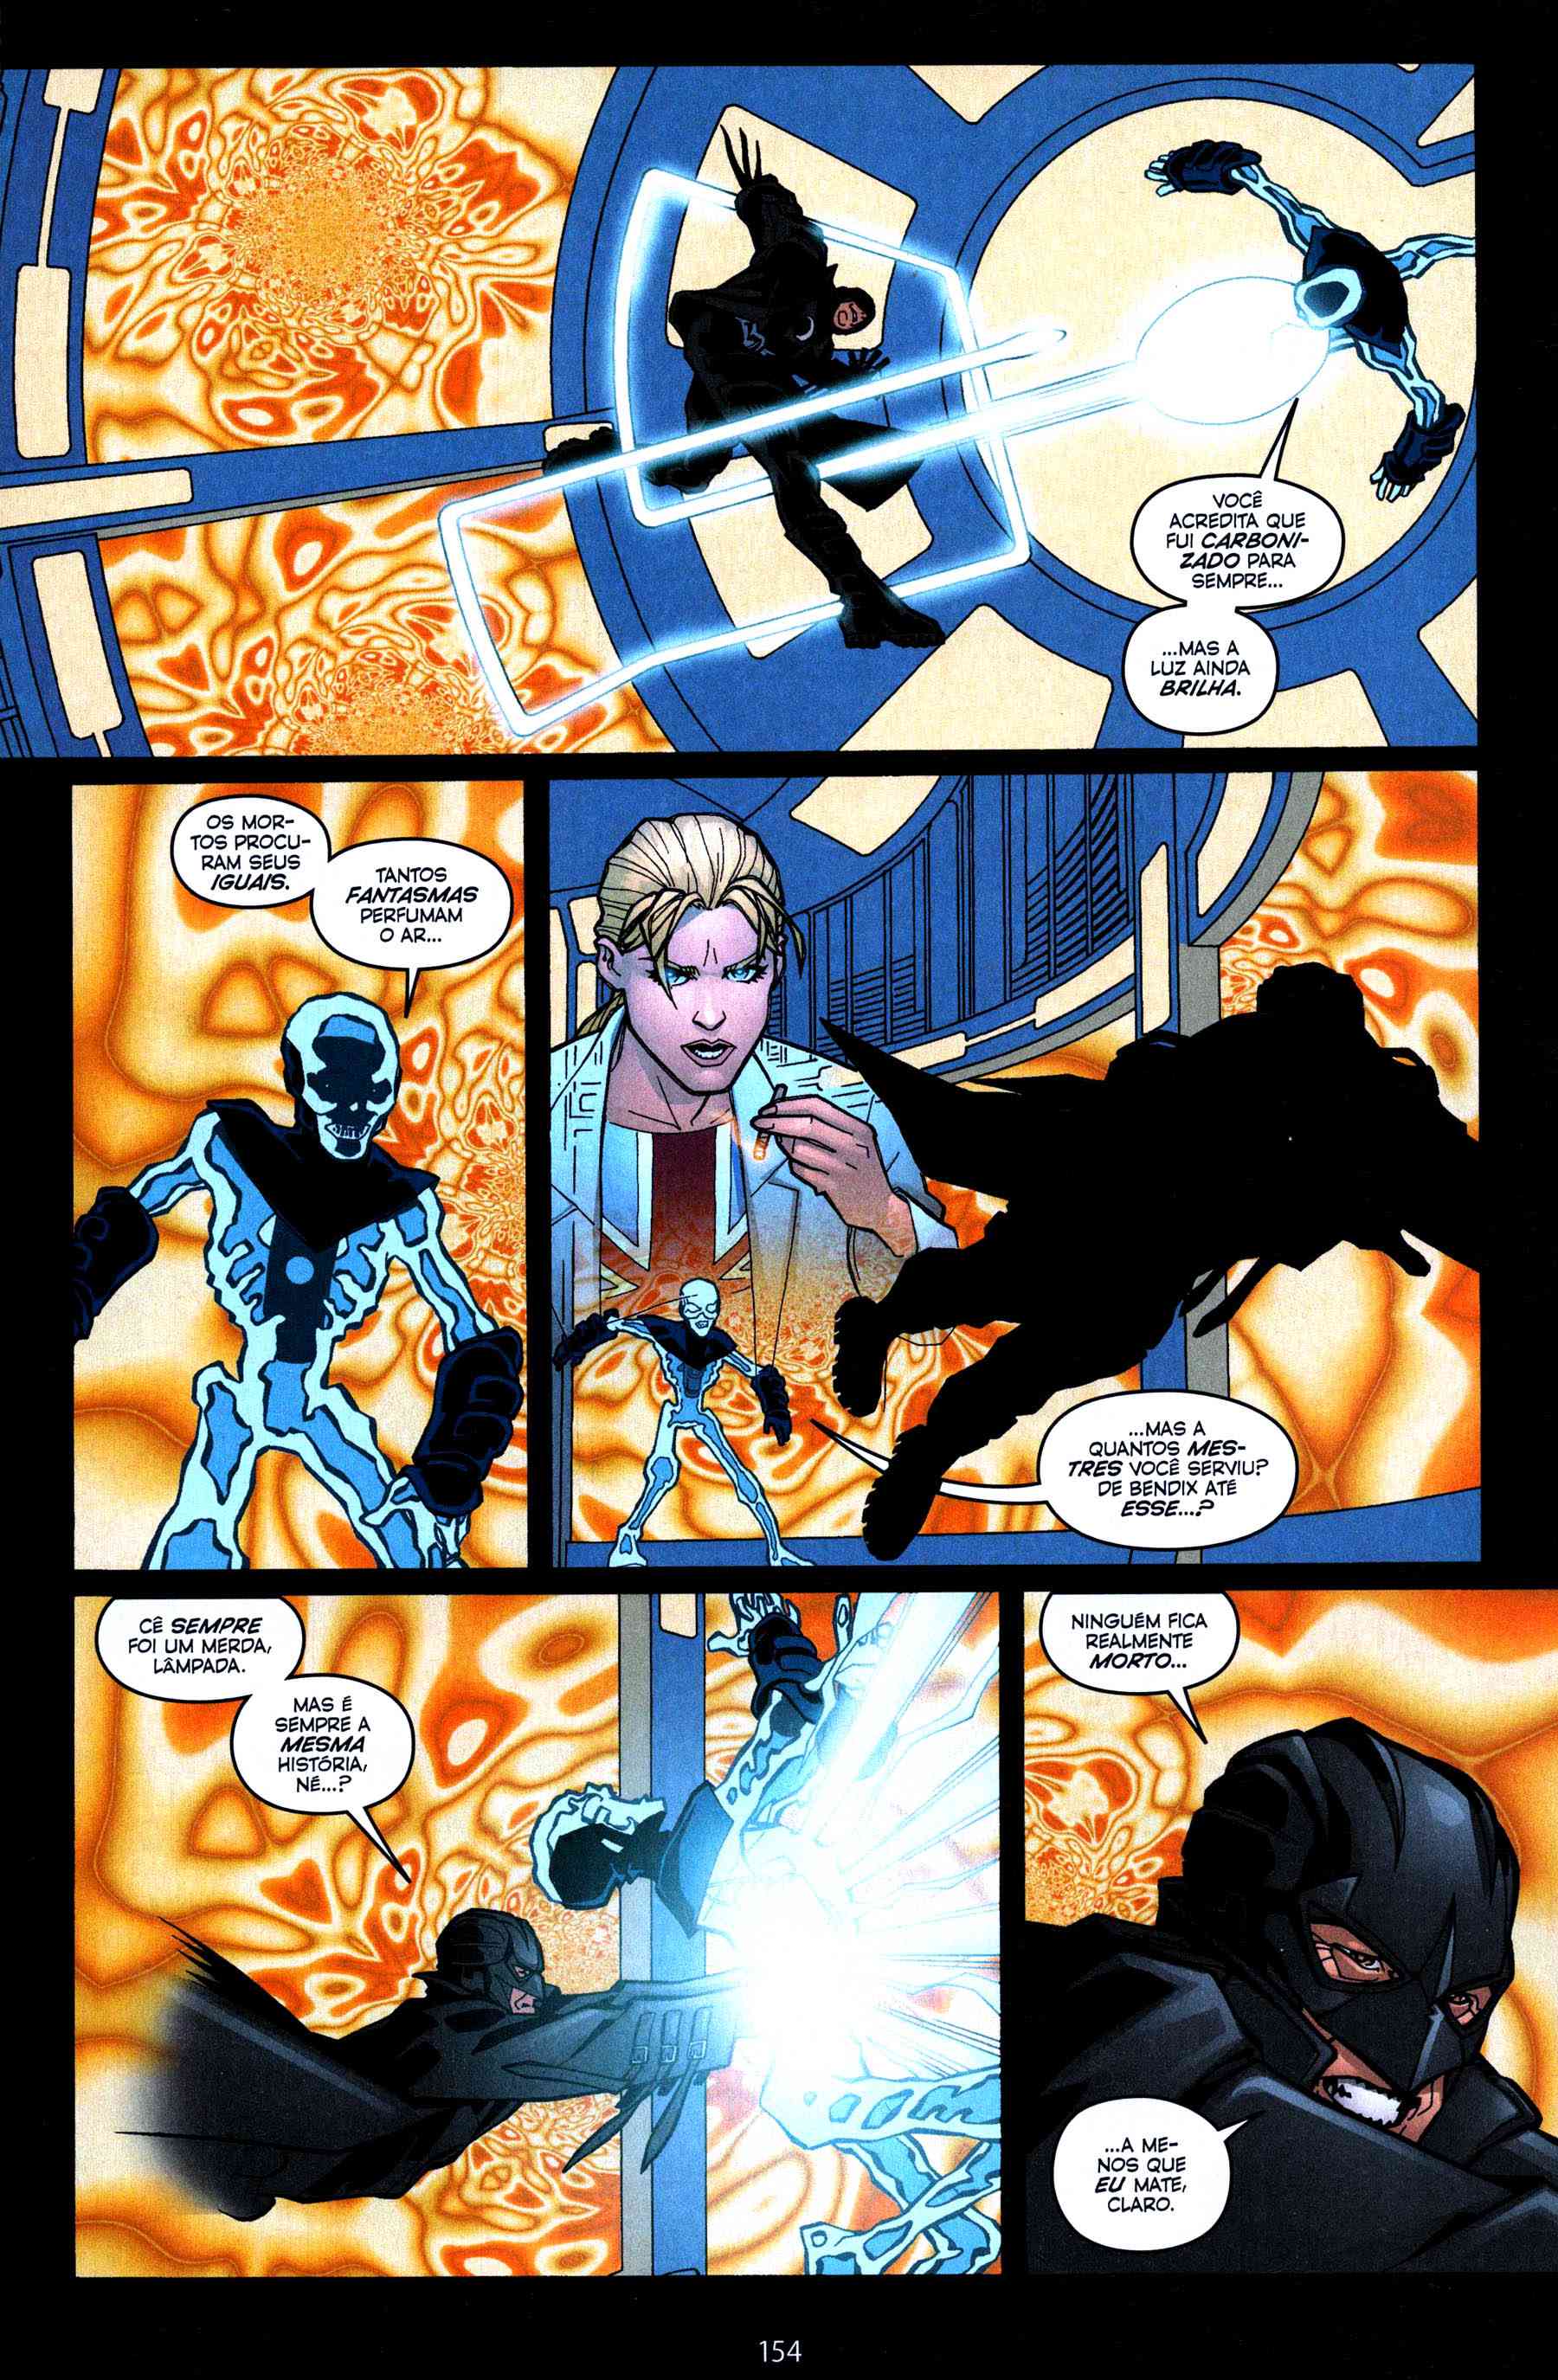 VOCÊ
ACREDITA QUE
FUI CARBONI-
ZADO PARA
SEMPRE...
...MAS A
LUZ AINDA
BRILHA.
OS MOR-
TOS PROCU-
RAM SEUS
IGUAIS.
TANTOS
FANTASMAS
PERFUMAM
O AR...
...MAS A
QUANTOS MES-
TRES VOCÊ SERVIU?
DE BENDIX ATÉ
ESSE...?
CÊ SEMPRE
FOI UM MERDA,
LÂMPADA.
MAS É
SEMPRE A
MESMA
HISTÓRIA,
NÉ...?
NINGUÉM FICA
REALMENTE
MORTO...
...A ME-
NOS QUE
EU MATE,
CLARO.
154